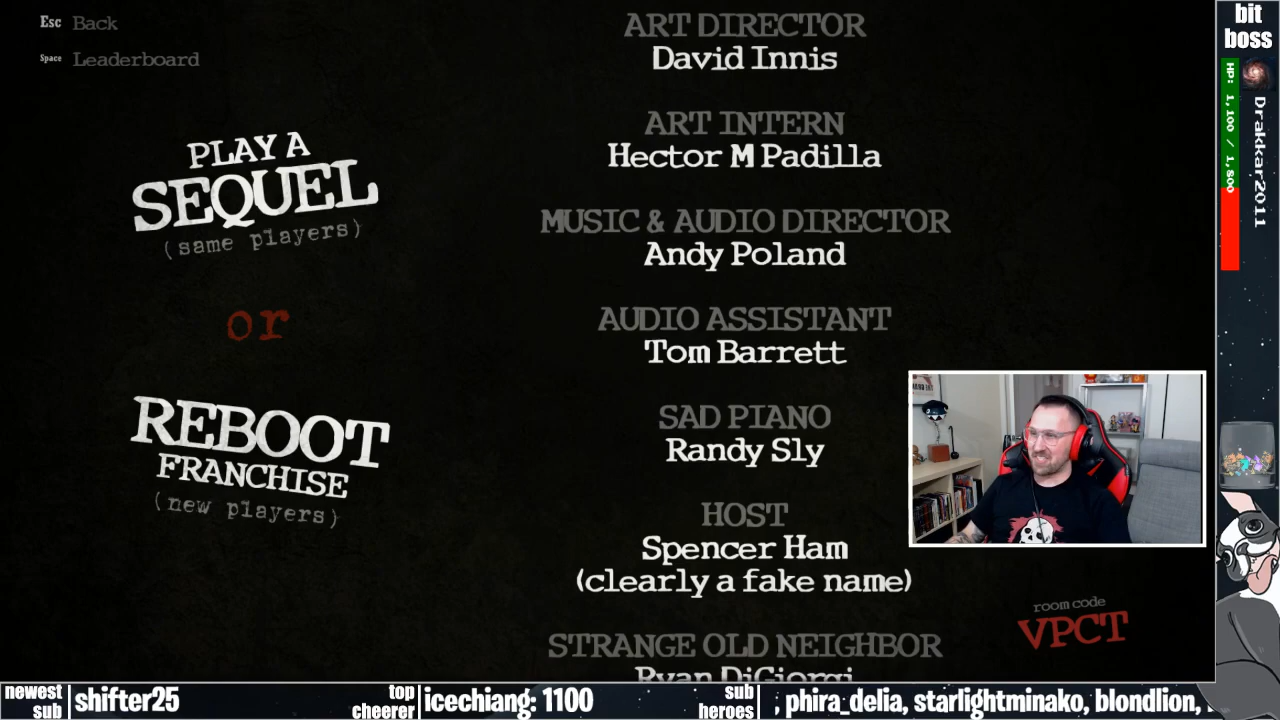 Esc Back
Space Leaderboard
PLAY A
SEQUEL
(same players)
or
REBOOT
FRANCHISE
(new players)
ART DIRECTOR
David Innis
ART INTERN
Hector M Padilla
MUSIC & AUDIO DIRECTOR
Andy Poland
AUDIO ASSISTANT
Tom Barrett
SAD PIANO
Randy Sly
HOST
Spencer Ham
(clearly a fake name)
STRANGE OLD NEIGHBOR
Ryan DiGiorgi
room code
VPCT
bit
boss
HP: 1,100 / 1,800
Drakkar2011
newest
sub
shifter25
top
cheerer
icechiang: 1100
sub
heroes
; phira_delia, starlightminako, blondlion,